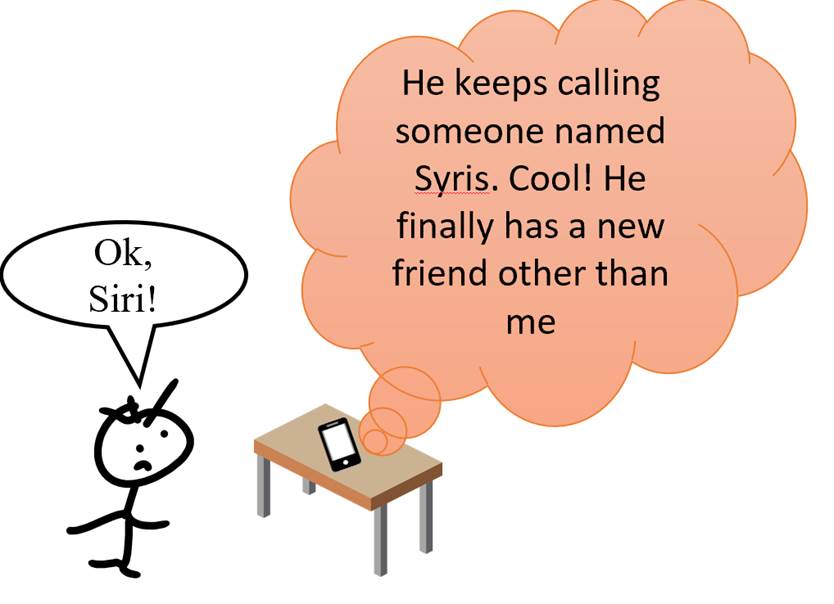 Ok,
Siri!
He keeps calling
someone named
Syris. Cool! He
finally has a new
friend other than
me